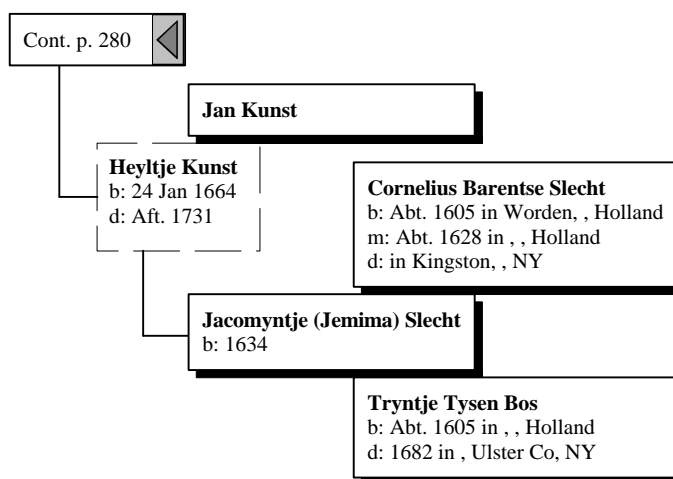 Cont. p. 280
Jan Kunst
Heyltje Kunst
b: 24 Jan 1664
d: Aft. 1731
Cornelius Barentse Slecht
b: Abt. 1605 in Worden, , Holland
m: Abt. 1628 in , , Holland
d: in Kingston, , NY
Jacomyntje (Jemima) Slecht
b: 1634
Tryntje Tysen Bos
b: Abt. 1605 in , , Holland
d: 1682 in , Ulster Co, NY